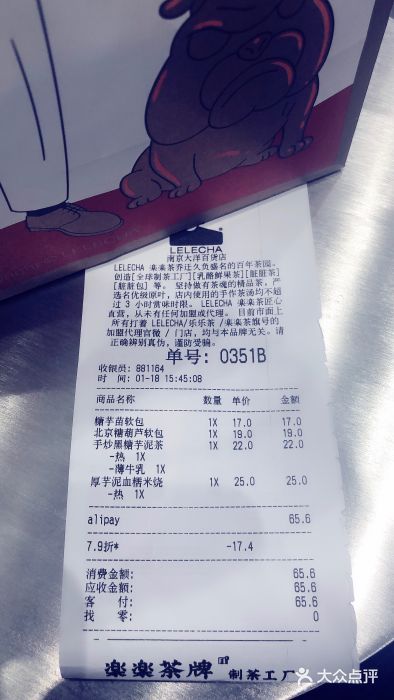 LELECHA
南京大洋百货店
LELECHA 楽楽茶乔迁久负盛名的百年茶园。
创造[全球制茶工厂][乳酪鲜果茶][脏脏茶]
[脏脏包] 等。 坚持做有茶魂的精品茶。严
选名优级原叶，店内使用的手作茶汤均不超
过 3 小时赏味时限。 LELECHA 楽楽茶匠心
直营，从未有任何加盟或代理。 目前市面上
所有打着 LELECHA/乐乐茶 /楽楽茶旗号的
加盟代理官微 / 门店，均与本品牌无关。请
正确辨别真伪，谨防受骗。
单号: 0351B
收银员: 881164
时 间: 01-18 15:45:08
商品名称 数量 单价 金额
糖芋苗软包 1X 17.0 17.0
北京糖葫芦软包 1X 19.0 19.0
手炒黑糖芋泥茶 1X 22.0 22.0
-热 1X
-薄牛乳 1X
厚芋泥血糯米烧 1X 25.0 25.0
-热 1X
alipay 65.6
7.9折* -17.4
消费金额: 65.6
应收金额: 65.6
客 付: 65.6
找 零: 0
楽楽茶牌 制茶工厂
大众点评